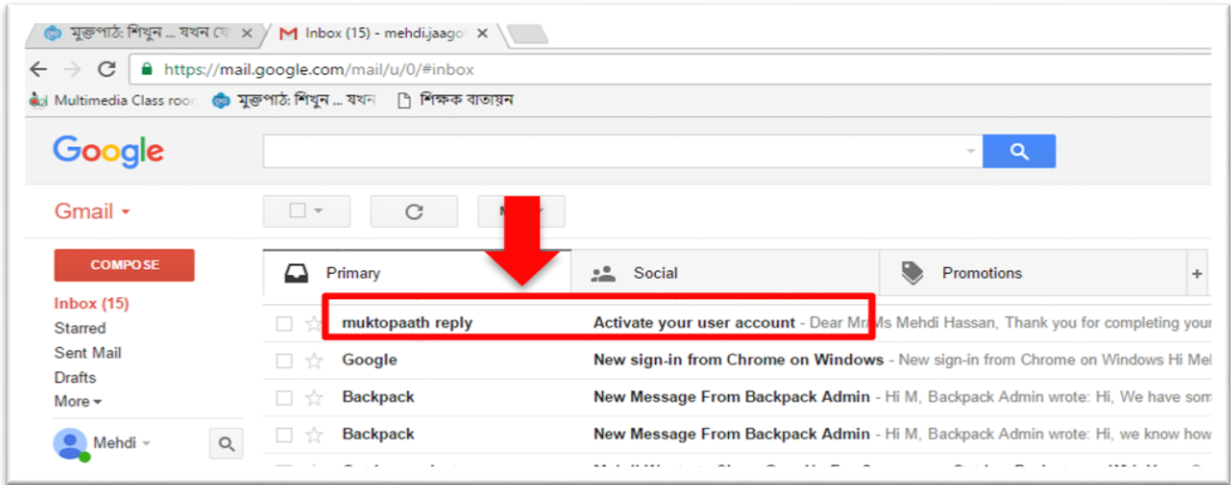 মুক্তপাঠ: শিখুন ... যখন যে
Inbox (15) - mehdi.jaago
https://mail.google.com/mail/u/0/#inbox
Multimedia Class roo মুক্তপাঠ: শিখুন ... যখন শিক্ষক বাতায়ন
Google
Gmail
COMPOSE
Primary Social Promotions +
Inbox (15)
Starred
Sent Mail
Drafts
More
Mehdi
muktopaath reply Activate your user account - Dear Mr/Ms Mehdi Hassan, Thank you for completing your
Google New sign-in from Chrome on Windows - New sign-in from Chrome on Windows Hi Meh
Backpack New Message From Backpack Admin - Hi M, Backpack Admin wrote: Hi, We have som
Backpack New Message From Backpack Admin - Hi M, Backpack Admin wrote: Hi, we know how